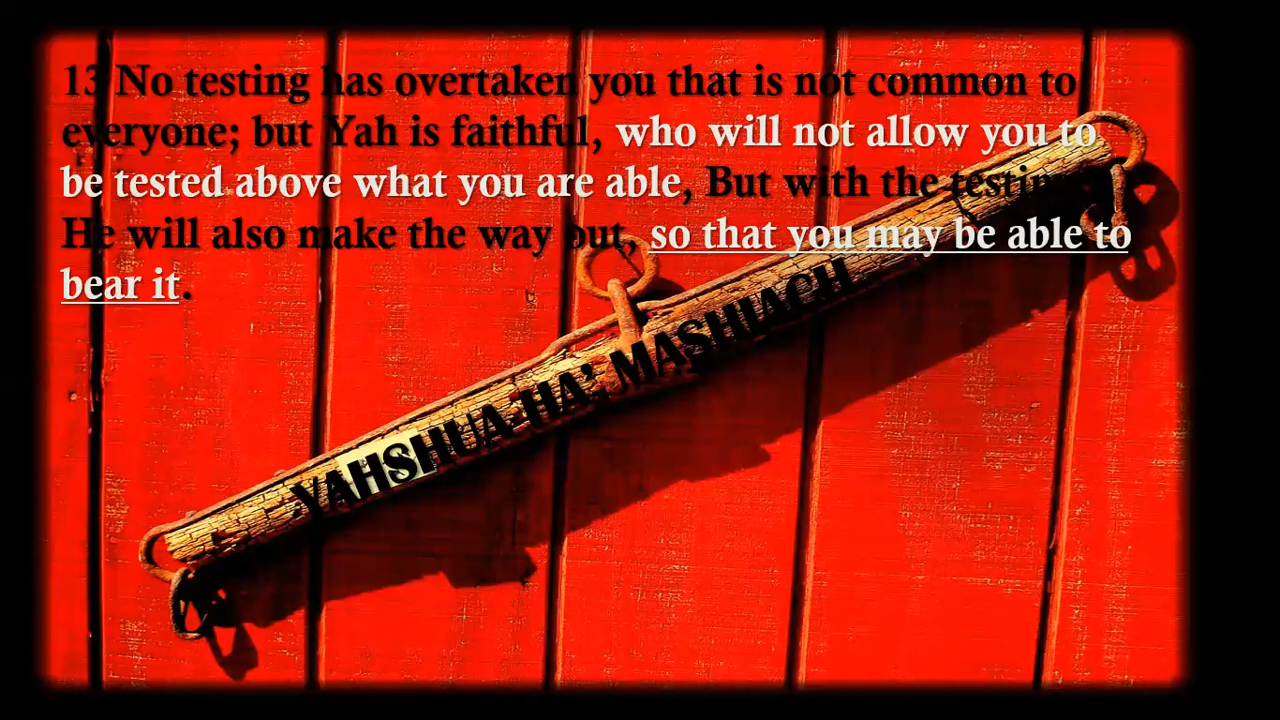 13 No testing has overtaken you that is not common to
everyone; but Yah is faithful, who will not allow you to
be tested above what you are able, But with the testing
He will also make the way out, so that you may be able to
bear it.
YAHSHUA HA' MASHIACH